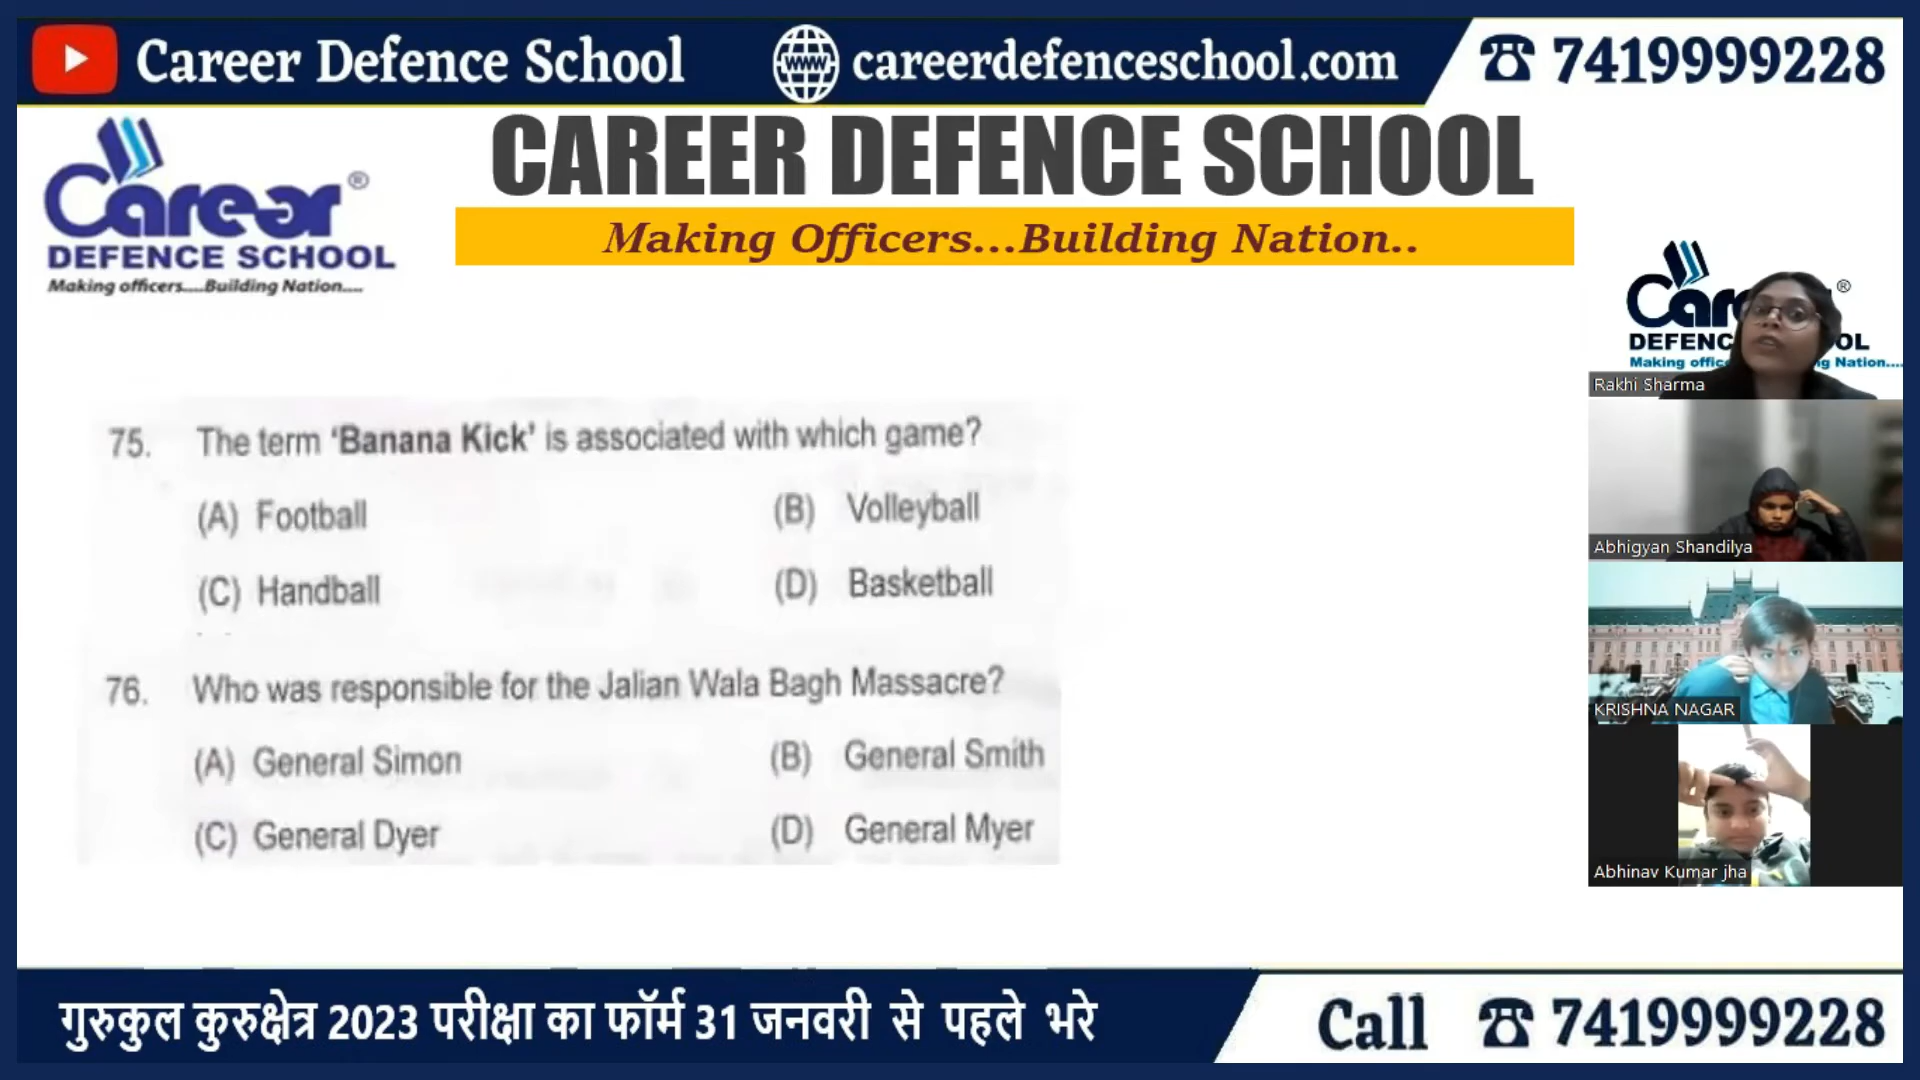 Career Defence School
www
careerdefenceschool.com
☎ 7419999228
Career®
DEFENCE SCHOOL
Making officers....Building Nation....
CAREER DEFENCE SCHOOL
Making Officers...Building Nation..
75. The term ‘Banana Kick’ is associated with which game?
(A) Football (B) Volleyball
(C) Handball (D) Basketball
76. Who was responsible for the Jalian Wala Bagh Massacre?
(A) General Simon (B) General Smith
(C) General Dyer (D) General Myer
®
Rakhi Sharma
Abhigyan Shandilya
KRISHNA NAGAR
Abhinav Kumar jha
गुरुकुल कुरुक्षेत्र 2023 परीक्षा का फॉर्म 31 जनवरी से पहले भरे
Call ☎ 7419999228